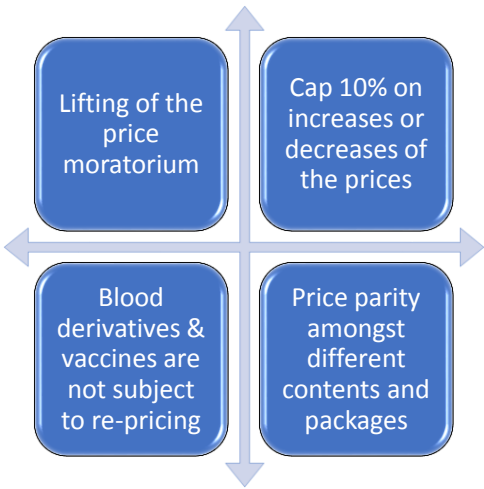 Lifting of the
price
moratorium
Cap 10% on
increases or
decreases of
the prices
Blood
derivatives &
vaccines are
not subject
to re-pricing
Price parity
amongst
different
contents and
packages